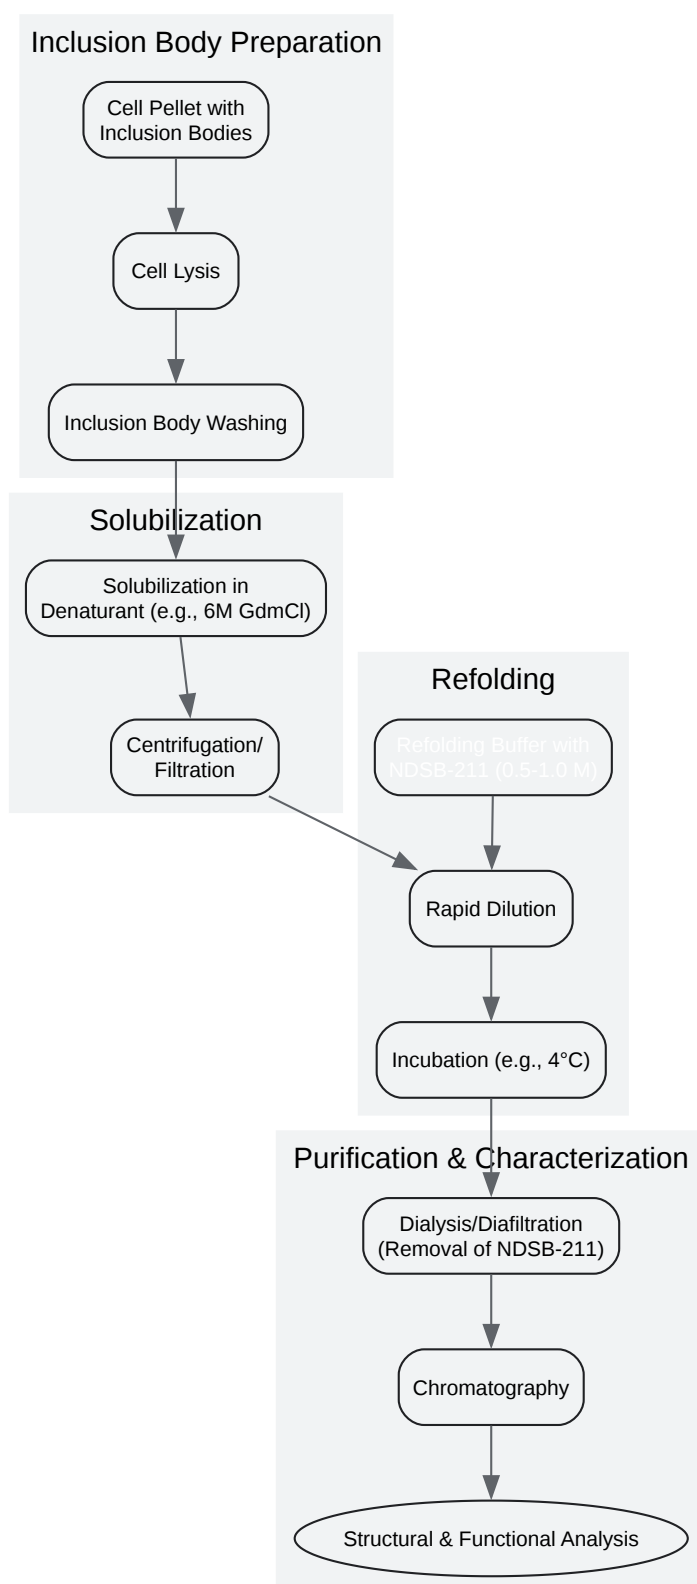 Inclusion Body Preparation
Cell Pellet with
Inclusion Bodies
Cell Lysis
Inclusion Body Washing
Solubilization
Solubilization in
Denaturant (e.g., 6M GdmCl)
Centrifugation/
Filtration
Refolding
Refolding Buffer with
NDSB-211 (0.5-1.0 M)
Rapid Dilution
Incubation (e.g., 4°C)
Purification & Characterization
Dialysis/Diafiltration
(Removal of NDSB-211)
Chromatography
Structural & Functional Analysis